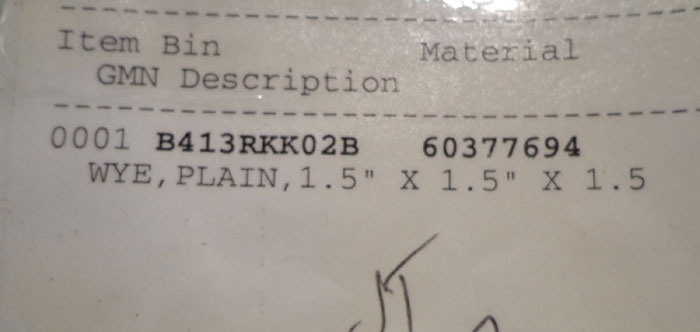 Item Bin Material
GMN Description
0001 B413RKK02B 60377694
WYE,PLAIN,1.5" X 1.5" X 1.5